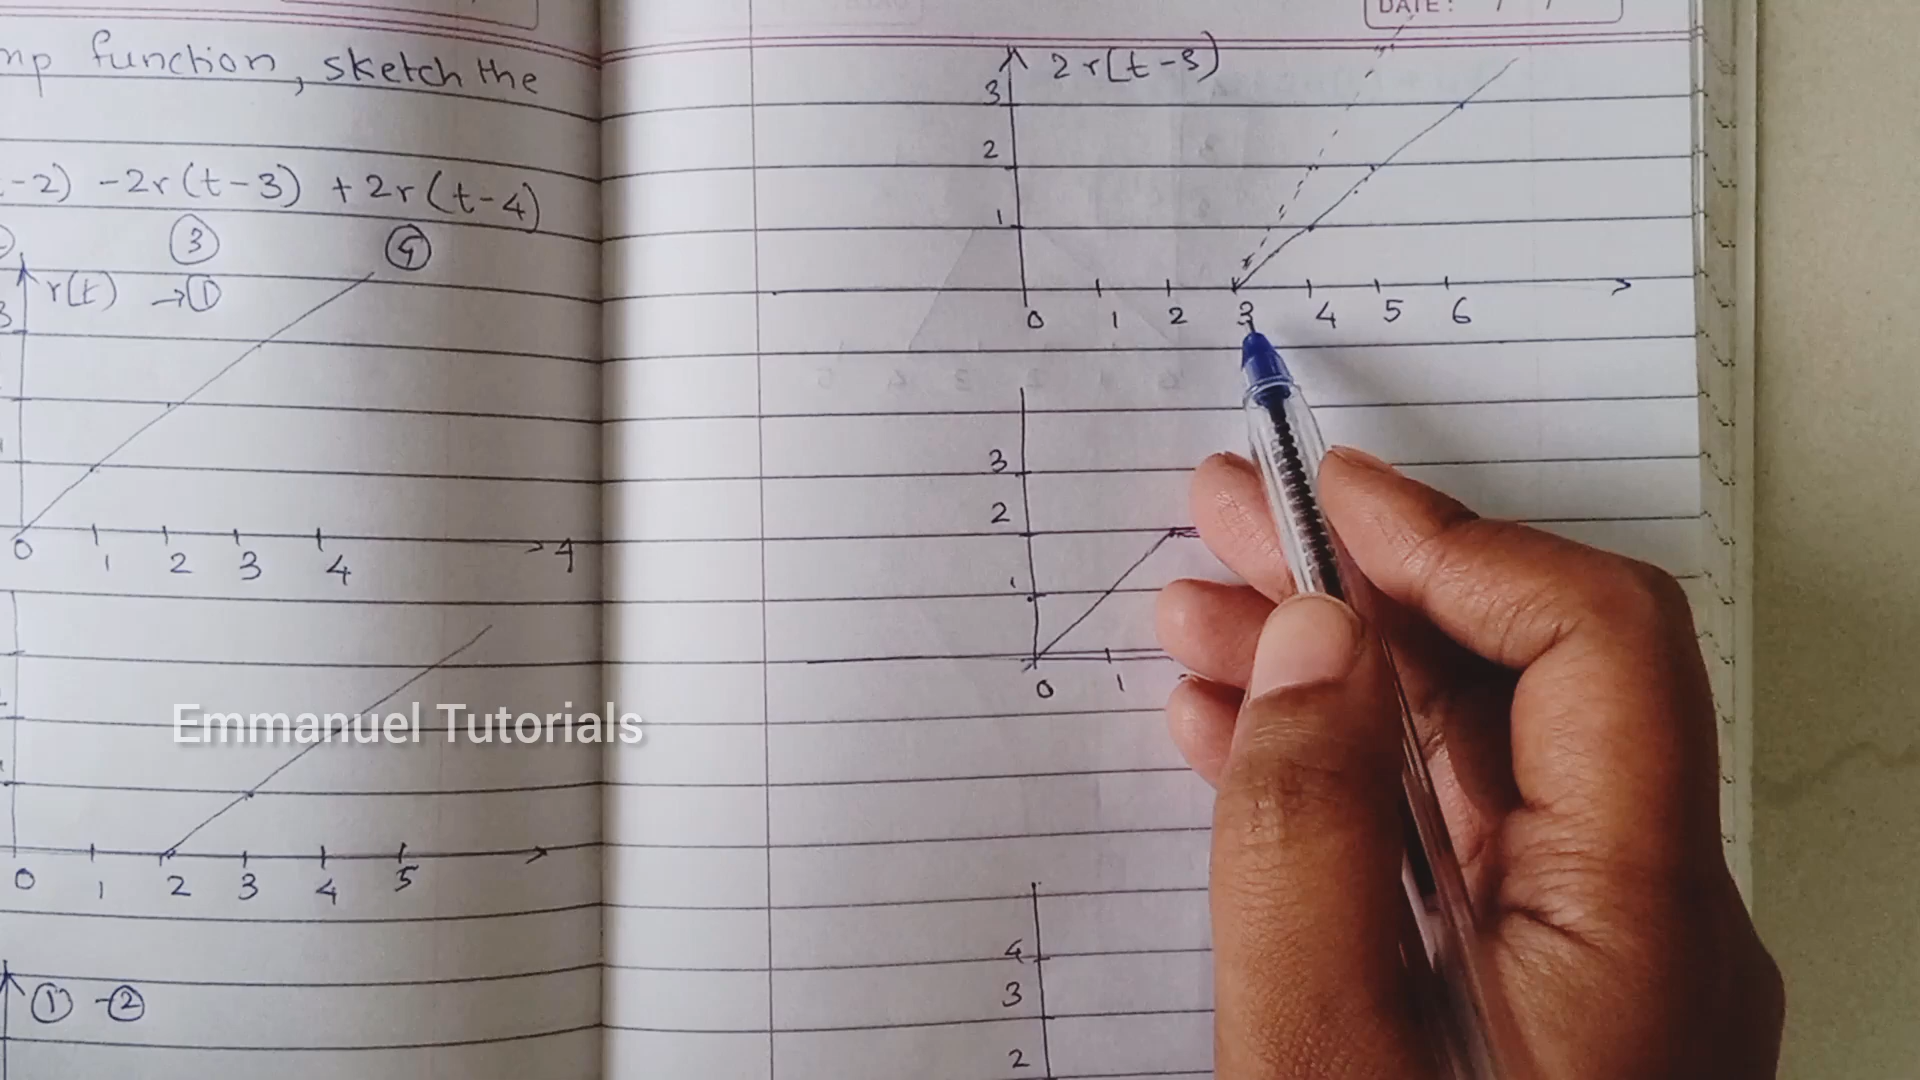 function, sketch the
-2) -2r(t-3) +2r(t-4)
③ ④
r(t) →①
0 1 2 3 4
0 1 2 3 4 5
① -②
DATE: / /
2r(t-3)
3
2
1
0 1 2 3 4 5 6
3
2
1
0 1
4
3
2
Emmanuel Tutorials